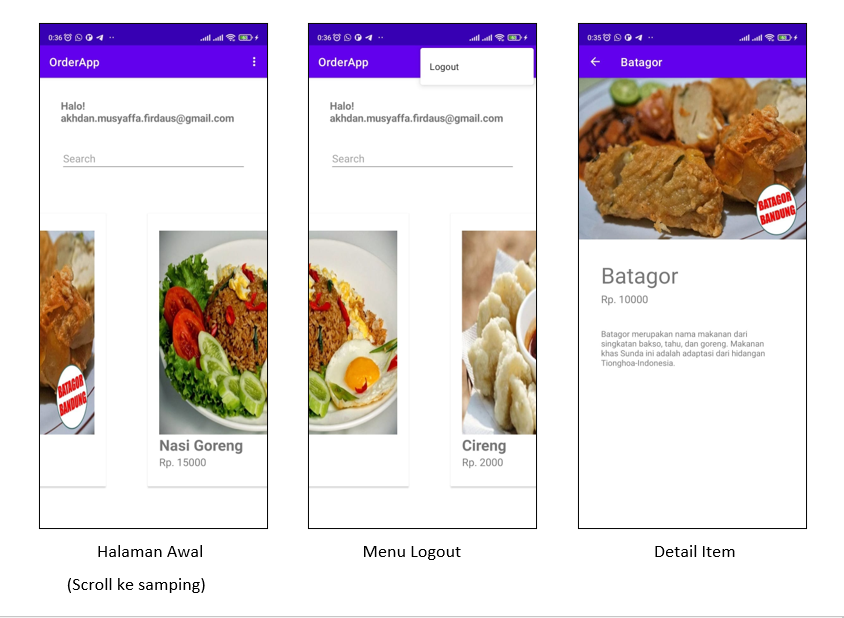 0:36
OrderApp
Halo!
akhdan.musyaffa.firdaus@gmail.com
Search
BATAGOR
BANDUNG
Nasi Goreng
Rp. 15000
Halaman Awal
(Scroll ke samping)
0:36
OrderApp
Logout
Halo!
akhdan.musyaffa.firdaus@gmail.com
Search
Cireng
Rp. 2000
Menu Logout
0:35
Batagor
BATAGOR
BANDUNG
Batagor
Rp. 10000
Batagor merupakan nama makanan dari
singkatan bakso, tahu, dan goreng. Makanan
khas Sunda ini adalah adaptasi dari hidangan
Tionghoa-Indonesia.
Detail Item